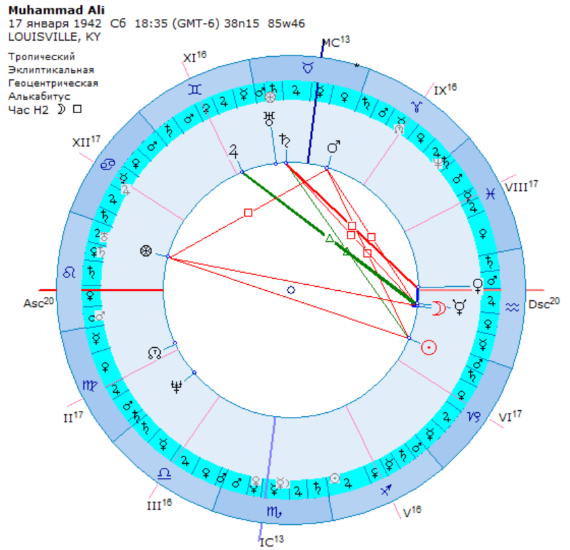 Muhammad Ali
17 января 1942 Сб 18:35 (GMT-6) 38n15 85w46
LOUISVILLE, KY
Тропический
Эклиптикальная
Геоцентрическая
Алькабитус
Час H2 ☽ □
MC13
XI16
IX16
XII17
VIII17
Asc20
Dsc20
II17
VI17
III16
V16
IC13